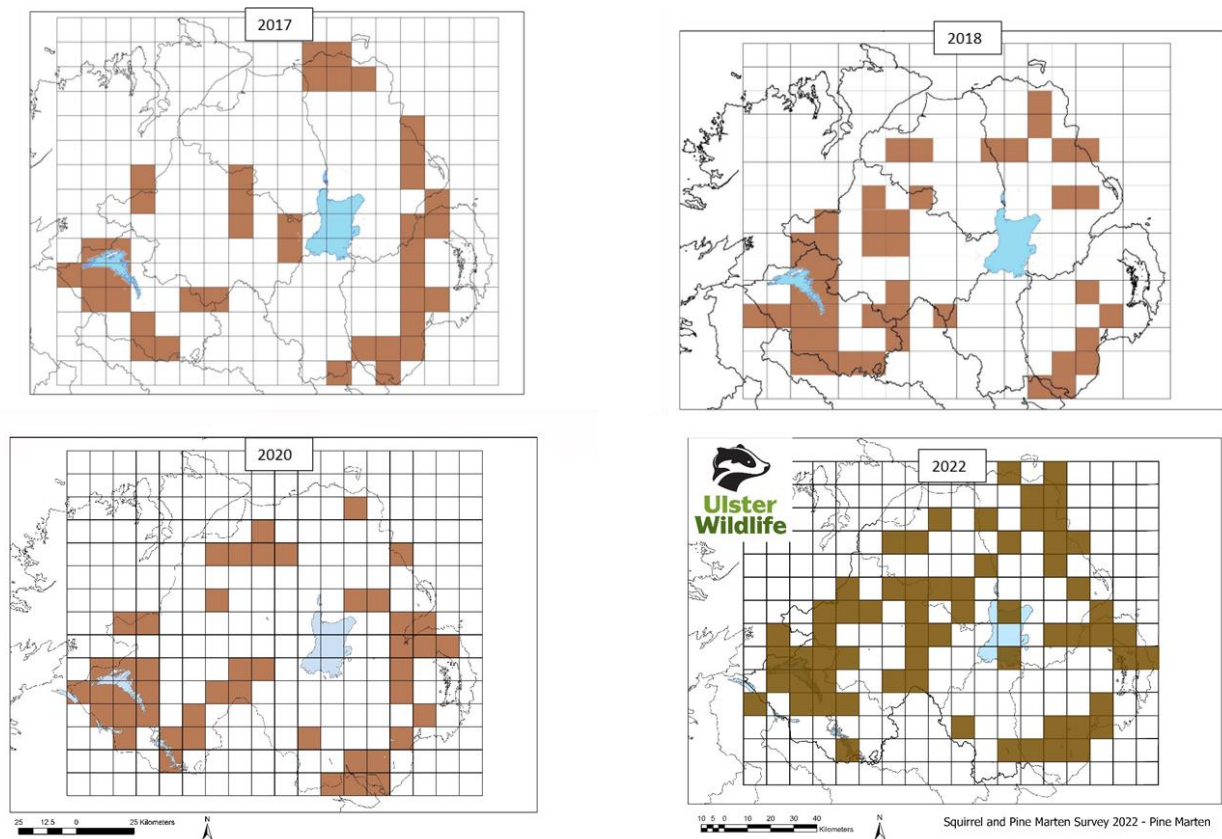 2017
2018
2020
2022
Ulster
Wildlife
25 12.5 0 25 Kilometers
N
10 5 0 10 20 30 40
Kilometers
N
Squirrel and Pine Marten Survey 2022 - Pine Marten